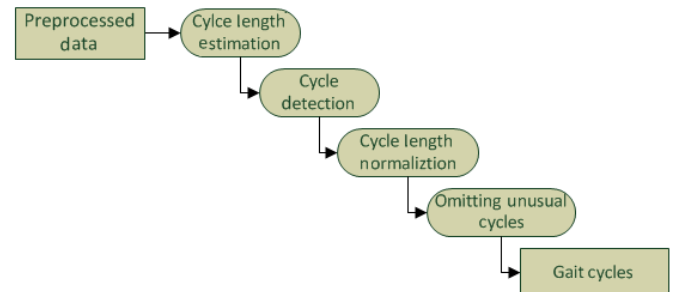 Preprocessed
data
Cylce length
estimation
Cycle
detection
Cycle length
normaliztion
Omitting unusual
cycles
Gait cycles